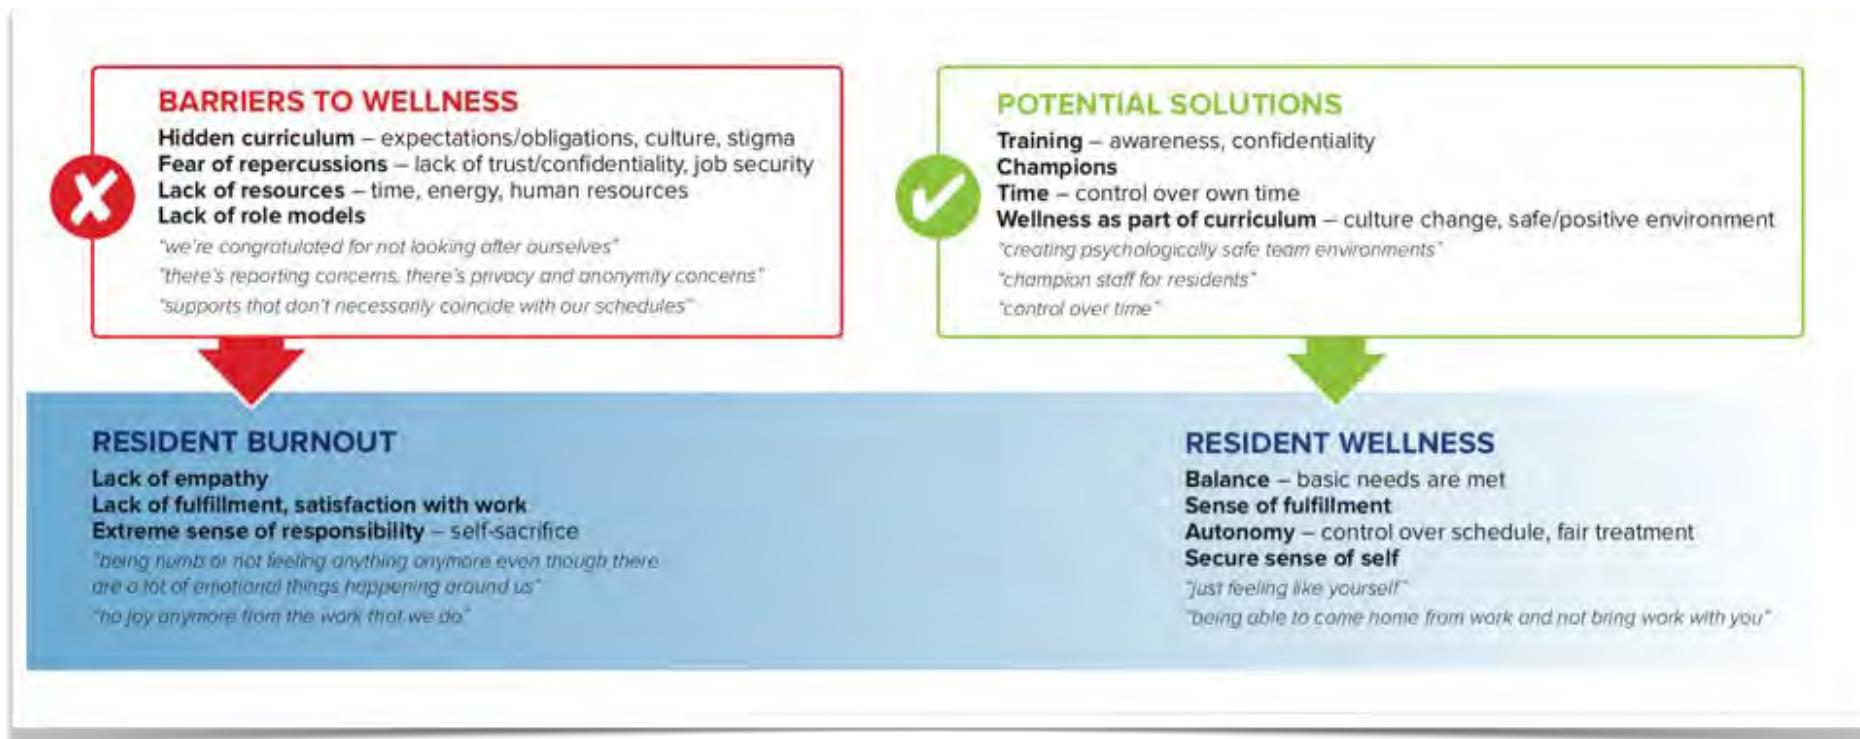 BARRIERS TO WELLNESS
Hidden curriculum – expectations/obligations, culture, stigma
Fear of repercussions – lack of trust/confidentiality, job security
Lack of resources – time, energy, human resources
Lack of role models
"we're congratulated for not looking after ourselves"
"there's reporting concerns, there's privacy and anonymity concerns"
"supports that don't necessarily coincide with our schedules"
POTENTIAL SOLUTIONS
Training – awareness, confidentiality
Champions
Time – control over own time
Wellness as part of curriculum – culture change, safe/positive environment
"creating psychologically safe team environments"
"champion staff for residents"
"control over time"
RESIDENT BURNOUT
Lack of empathy
Lack of fulfillment, satisfaction with work
Extreme sense of responsibility – self-sacrifice
"being numb or not feeling anything anymore even though there
are a lot of emotional things happening around us"
"no joy anymore from the work that we do"
RESIDENT WELLNESS
Balance – basic needs are met
Sense of fulfillment
Autonomy – control over schedule, fair treatment
Secure sense of self
"just feeling like yourself"
"being able to come home from work and not bring work with you"